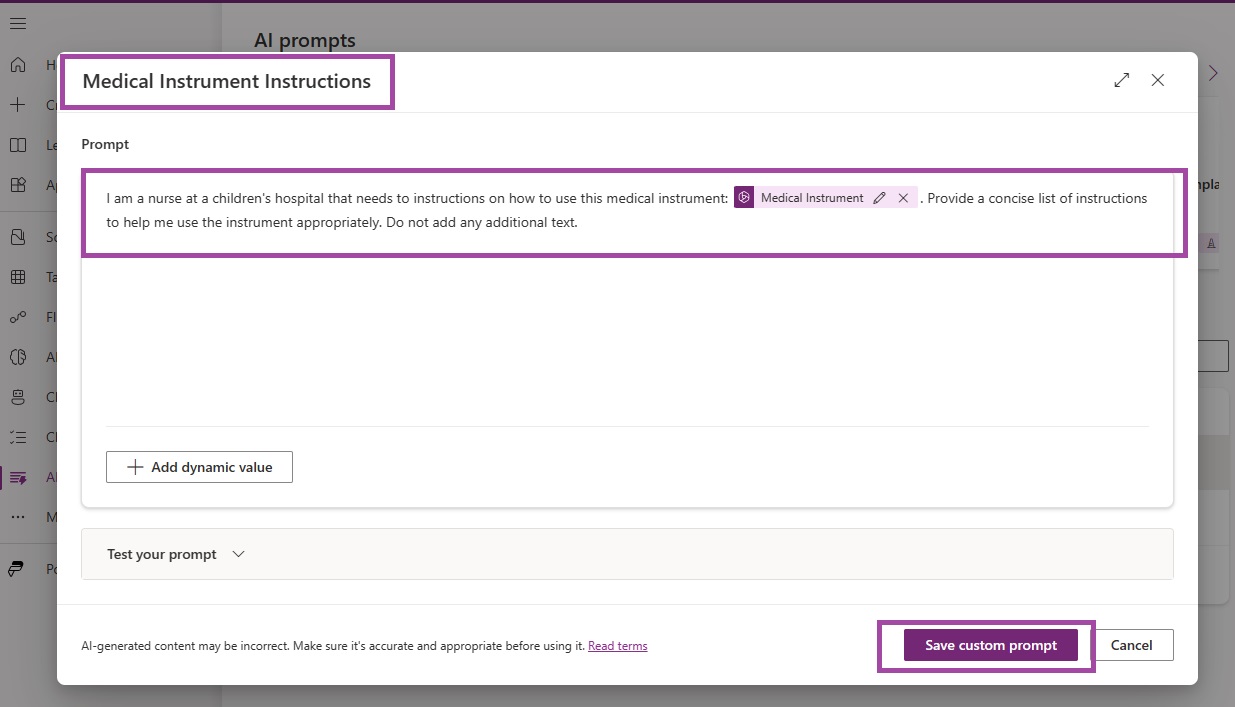 AI prompts
Medical Instrument Instructions
Prompt
I am a nurse at a children's hospital that needs to instructions on how to use this medical instrument: Medical Instrument . Provide a concise list of instructions
to help me use the instrument appropriately. Do not add any additional text.
Add dynamic value
Test your prompt
AI-generated content may be incorrect. Make sure it's accurate and appropriate before using it. Read terms
Save custom prompt
Cancel